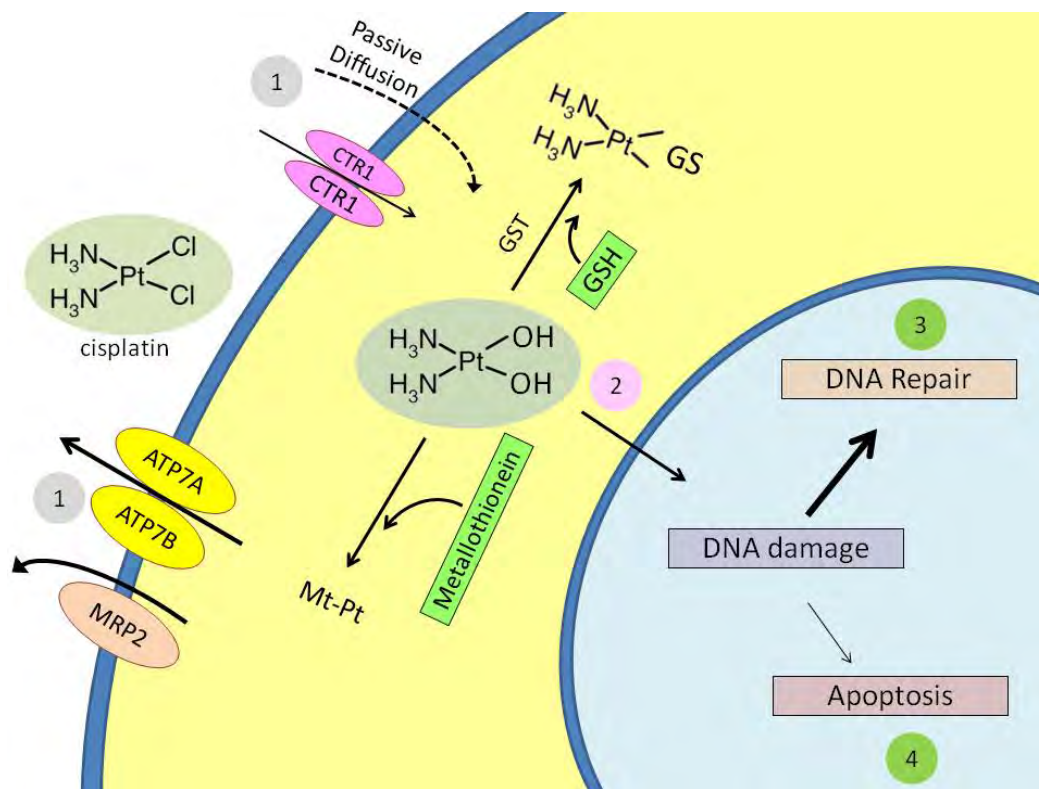 Passive
Diffusion
1
CTR1
CTR1
H₃N
H₃N
Pt
GS
GST
GSH
H₃N
H₃N
Pt
Cl
Cl
cisplatin
H₃N
H₃N
Pt
OH
OH
2
3
DNA Repair
ATP7A
ATP7B
1
MRP2
Metallothionein
Mt-Pt
DNA damage
Apoptosis
4